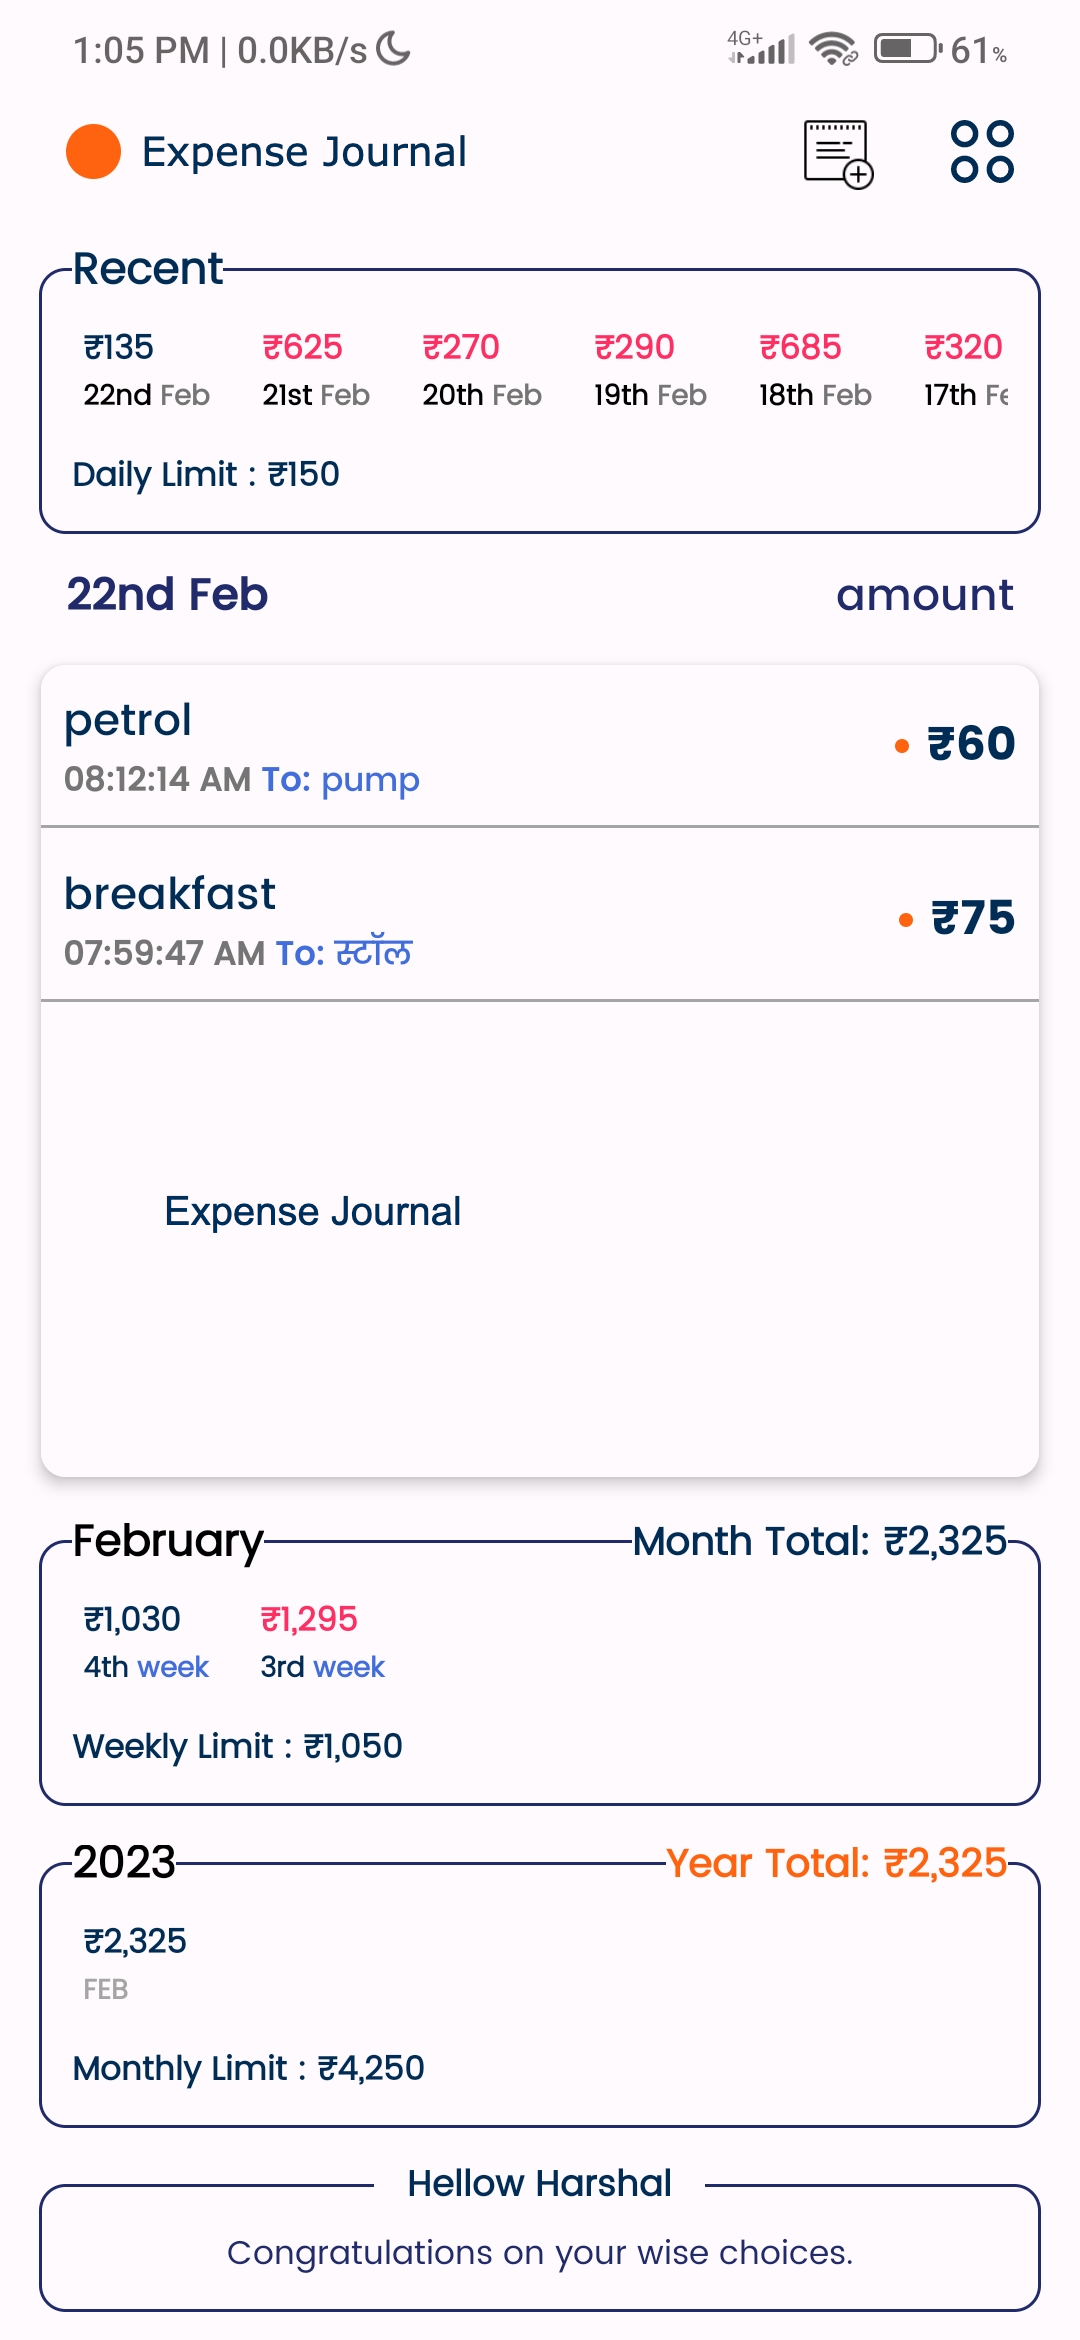 1:05 PM | 0.0KB/s 4G+ 61%
Expense Journal
Recent
₹135 ₹625 ₹270 ₹290 ₹685 ₹320
22nd Feb 21st Feb 20th Feb 19th Feb 18th Feb 17th Fe
Daily Limit : ₹150
22nd Feb amount
petrol
₹60
08:12:14 AM To: pump
breakfast
₹75
07:59:47 AM To: स्टॉल
Expense Journal
February Month Total: ₹2,325
₹1,030 ₹1,295
4th week 3rd week
Weekly Limit : ₹1,050
2023 Year Total: ₹2,325
₹2,325
FEB
Monthly Limit : ₹4,250
Hellow Harshal
Congratulations on your wise choices.